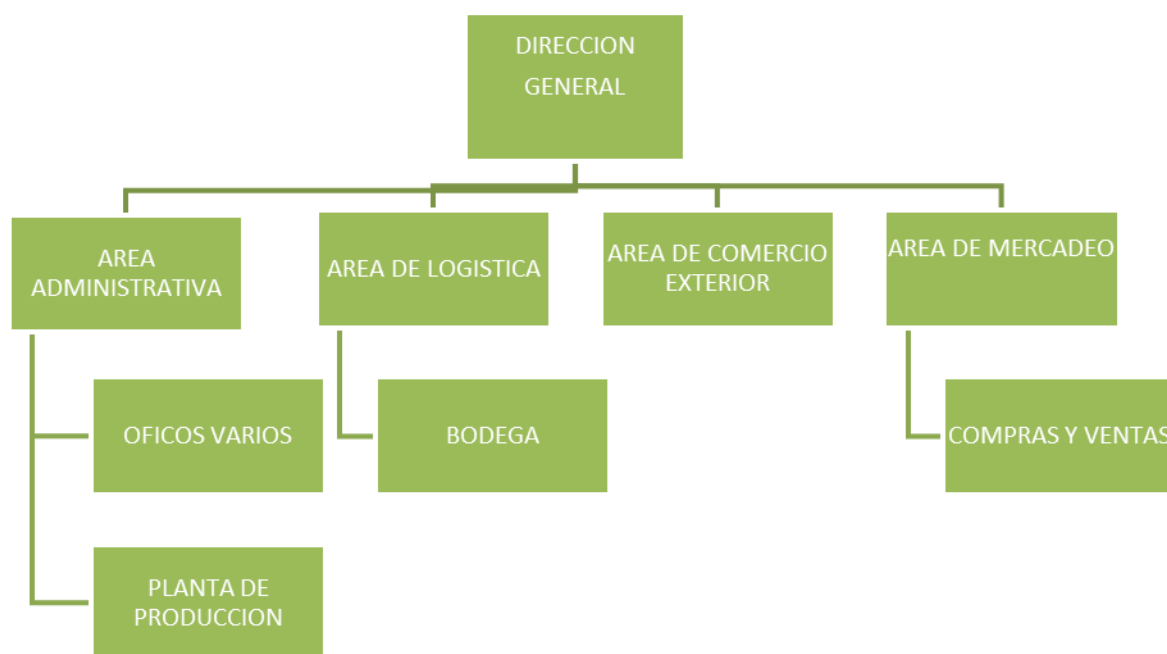 DIRECCION
GENERAL
AREA
ADMINISTRATIVA
AREA DE LOGISTICA
AREA DE COMERCIO
EXTERIOR
AREA DE MERCADEO
OFICOS VARIOS
BODEGA
COMPRAS Y VENTAS
PLANTA DE
PRODUCCION